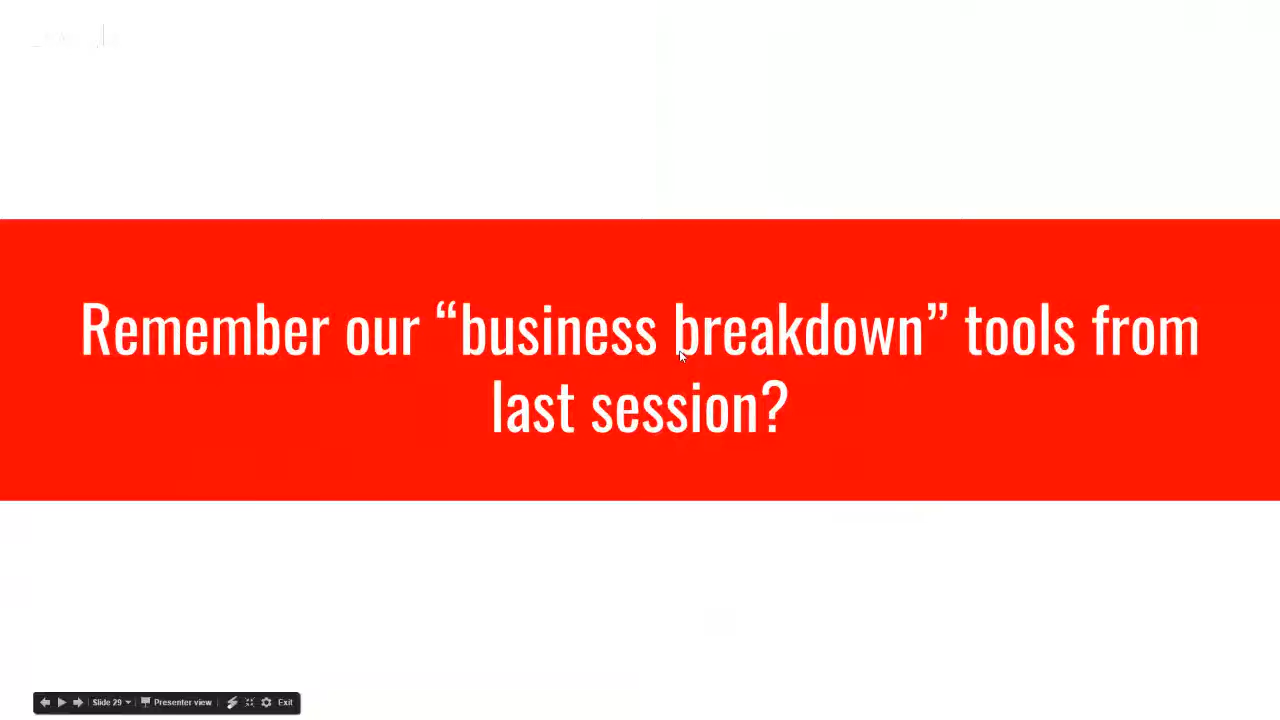 Remember our “business breakdown” tools from
last session?
Slide 29 Presenter view Exit